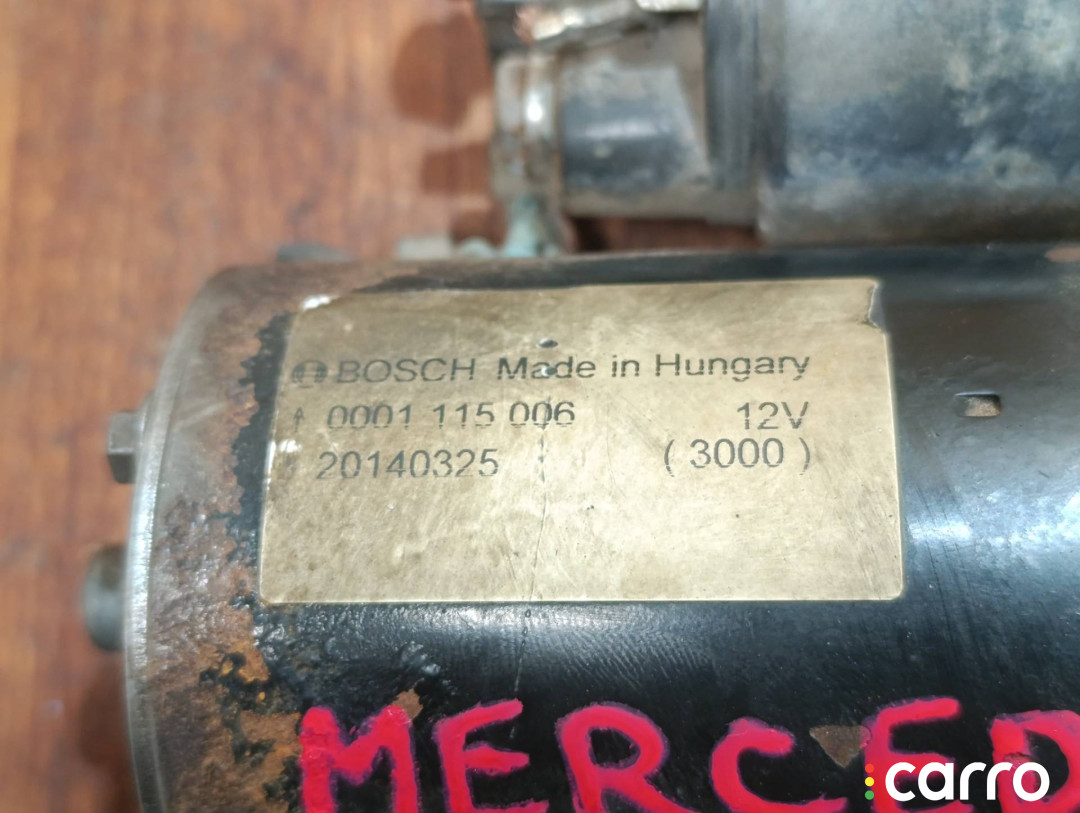 BOSCH Made in Hungary
0001 115 006 12V
20140325 (3000)
MERCED
carro